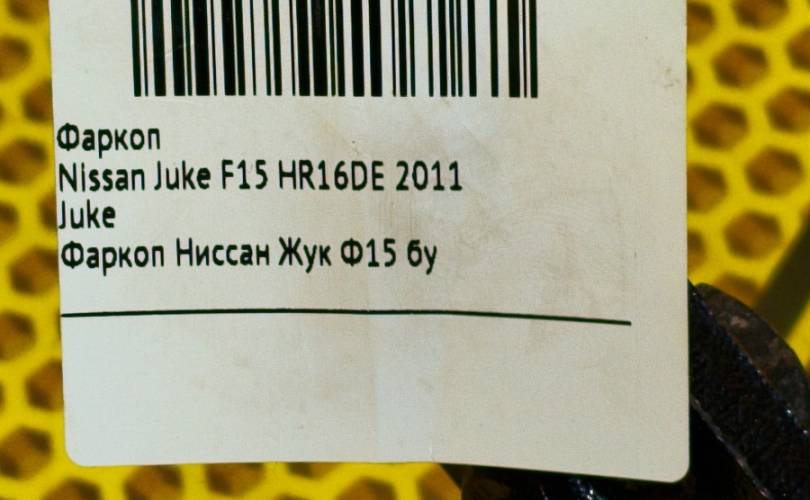 Фаркоп
Nissan Juke F15 HR16DE 2011
Juke
Фаркоп Ниссан Жук Ф15 бу